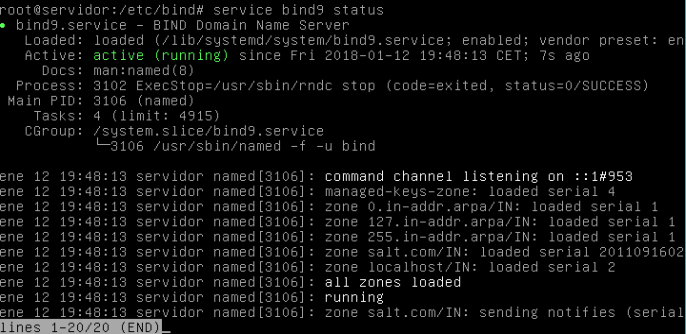 root@servidor:/etc/bind# service bind9 status
● bind9.service - BIND Domain Name Server
Loaded: loaded (/lib/systemd/system/bind9.service; enabled; vendor preset: en
Active: active (running) since Fri 2018-01-12 19:48:13 CET; 7s ago
Docs: man:named(8)
Process: 3102 ExecStop=/usr/sbin/rndc stop (code=exited, status=0/SUCCESS)
Main PID: 3106 (named)
Tasks: 4 (limit: 4915)
CGroup: /system.slice/bind9.service
└─3106 /usr/sbin/named -f -u bind
ene 12 19:48:13 servidor named[3106]: command channel listening on ::1#953
ene 12 19:48:13 servidor named[3106]: managed-keys-zone: loaded serial 4
ene 12 19:48:13 servidor named[3106]: zone 0.in-addr.arpa/IN: loaded serial 1
ene 12 19:48:13 servidor named[3106]: zone 127.in-addr.arpa/IN: loaded serial 1
ene 12 19:48:13 servidor named[3106]: zone 255.in-addr.arpa/IN: loaded serial 1
ene 12 19:48:13 servidor named[3106]: zone salt.com/IN: loaded serial 2011091602
ene 12 19:48:13 servidor named[3106]: zone localhost/IN: loaded serial 2
ene 12 19:48:13 servidor named[3106]: all zones loaded
ene 12 19:48:13 servidor named[3106]: running
ene 12 19:48:13 servidor named[3106]: zone salt.com/IN: sending notifies (serial
lines 1-20/20 (END)